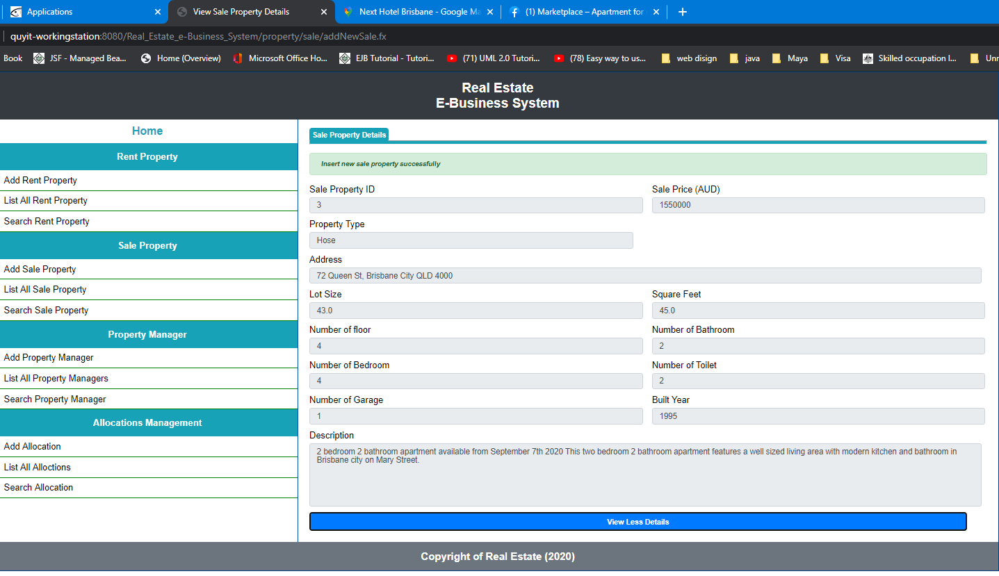 Applications
View Sale Property Details
Next Hotel Brisbane - Google Ma
(1) Marketplace – Apartment for
quyit-workingstation:8080/Real_Estate_e-Business_System/property/sale/addNewSale.fx
Book JSF - Managed Bea... Home (Overview) Microsoft Office Ho... EJB Tutorial - Tutori... (71) UML 2.0 Tutori... (78) Easy way to us... web disign java Maya Visa Skilled occupation l... Unr
Real Estate
E-Business System
Home
Rent Property
Add Rent Property
List All Rent Property
Search Rent Property
Sale Property
Add Sale Property
List All Sale Property
Search Sale Property
Property Manager
Add Property Manager
List All Property Managers
Search Property Manager
Allocations Management
Add Allocation
List All Alloctions
Search Allocation
Sale Property Details
Insert new sale property successfully
Sale Property ID
3
Sale Price (AUD)
1550000
Property Type
Hose
Address
72 Queen St, Brisbane City QLD 4000
Lot Size
43.0
Square Feet
45.0
Number of floor
4
Number of Bathroom
2
Number of Bedroom
4
Number of Toilet
2
Number of Garage
1
Built Year
1995
Description
2 bedroom 2 bathroom apartment available from September 7th 2020 This two bedroom 2 bathroom apartment features a well sized living area with modern kitchen and bathroom in
Brisbane city on Mary Street.
View Less Details
Copyright of Real Estate (2020)